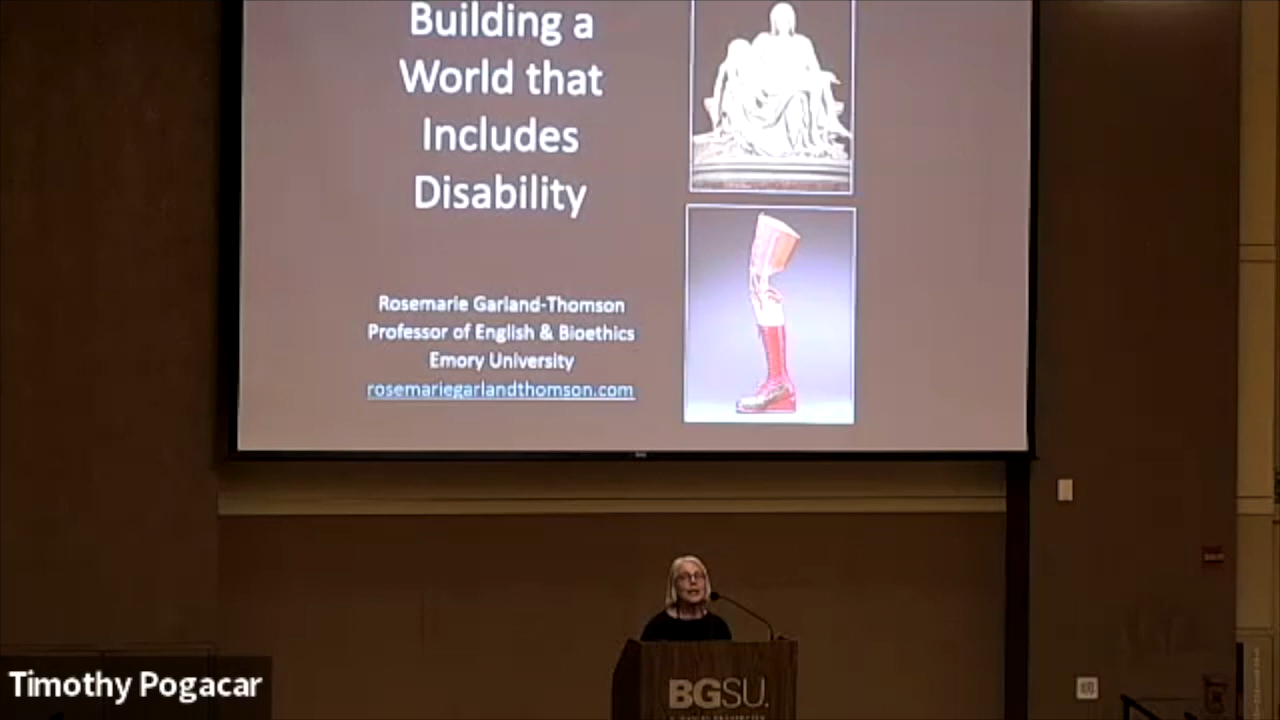 Building a
World that
Includes
Disability
Rosemarie Garland-Thomson
Professor of English & Bioethics
Emory University
rosemariegarlandthomson.com
BGSU.
Timothy Pogacar